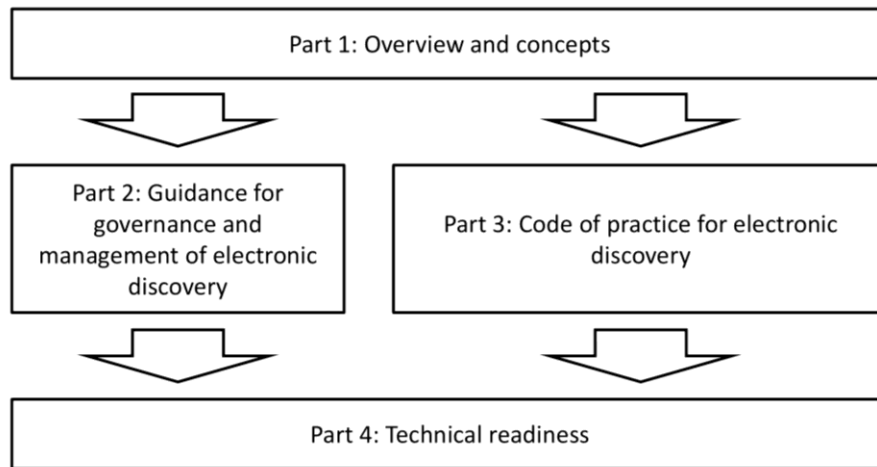 Part 1: Overview and concepts
Part 2: Guidance for
governance and
management of electronic
discovery
Part 3: Code of practice for electronic
discovery
Part 4: Technical readiness